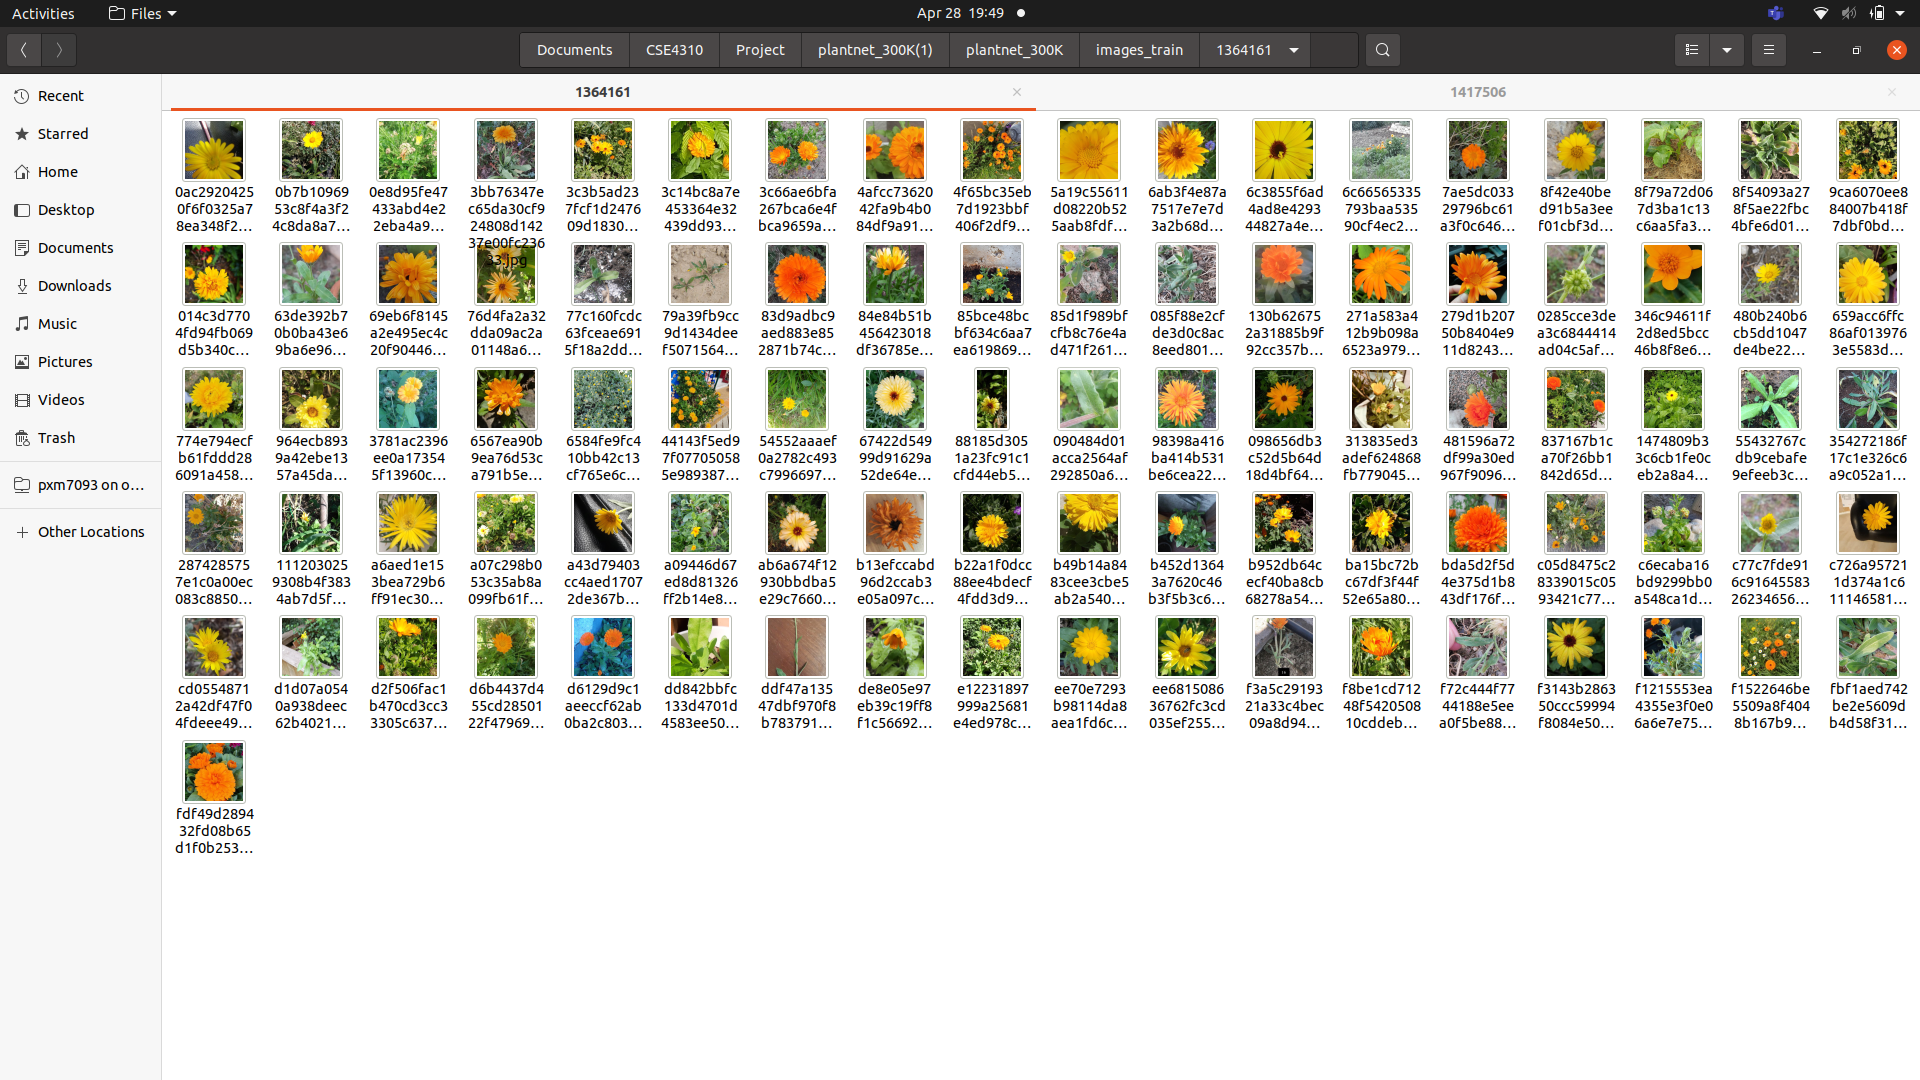 Activities
Files
Apr 28 19:49
Documents
CSE4310
Project
plantnet_300K(1)
plantnet_300K
images_train
1364161
1364161
1417506
Recent
Starred
Home
Desktop
Documents
Downloads
Music
Pictures
Videos
Trash
pxm7093 on o…
Other Locations
0ac2920425 0b7b10969 0e8d95fe47 3bb76347e 3c3b5ad23 3c14bc8a7e 3c66ae6bfa 4afcc73620 4f65bc35eb 5a19c55611 6ab3f4e87a 6c3855f6ad 6c66565335 7ae5dc033 8f42e40be 8f79a72d06 8f54093a27 9ca6070ee8
0f6f0325a7 53c8f4a3f2 433abd4e2 c65da30cf9 7fcf1d2476 453364e32 267bca6e4f 42fa9b4b0 7d1923bbf d08220b52 7517e7e7d 4ad8e4293 793baa535 29796bc61 d91b5a3ee 7d3ba1c13 8f5ae22fbc 84007b418f
8ea348f2… 4c8da8a7… 2eba4a9… 24808d142 09d1830… 439dd93… bca9659a… 84df9a91… 406f2df9… 5aab8fdf… 3a2b68d… 44827a4e… 90cf4ec2… a3f0c646… f01cbf3d… c6aa5fa3… 4bfe6d01… 7dbf0bd…
37e00fc236
33.jpg
014c3d770 63de392b7 69eb6f8145 76d4fa2a32 77c160fcdc 79a39fb9cc 83d9adbc9 84e84b51b 85bce48bc 85d1f989bf 085f88e2cf 130b62675 271a583a4 279d1b207 0285cce3de 346c94611f 480b240b6 659acc6ffc
4fd94fb069 0b0ba43e6 a2e495ec4c dda09ac2a 63fceae691 9d1434dee aed883e85 456423018 bf634c6aa7 cfb8c76e4a de3d0c8ac 2a31885b9f 12b9b098a 50b8404e9 a3c6844414 2d8ed5bcc cb5dd1047 86af013976
d5b340c… 9ba6e96… 20f90446… 01148a6… 5f18a2dd… f5071564… 2871b74c… df36785e… ea619869… d471f261… 8eed801… 92cc357b… 6523a979… 11d8243… ad04c5af… 46b8f8e6… de4be22… 3e5583d…
774e794ecf 964ecb893 3781ac2396 6567ea90b 6584fe9fc4 44143f5ed9 54552aaaef 67422d549 88185d305 090484d01 98398a416 098656db3 313835ed3 481596a72 837167b1c 1474809b3 55432767c 354272186f
b61fddd28 9a42ebe13 ee0a17354 9ea76d53c 10bb42c13 7f07705058 0a2782c493 99d91629a 1a23fc91c1 acca2564af ba414b531 c52d5b64d adef624868 df99a30ed a70f26bb1 3c6cb1fe0c db9cebafe 17c1e326c6
6091a458… 57a45da… 5f13960c… a791b5e… cf765e6c… 5e989387… c7996697… 52de64e… cfd44eb5… 292850a6… be6cea22… 18d4bf64… fb779045… 967f9096… 842d65d… eb2a8a4… 9efeeb3c… a9c052a1…
287428575 111203025 a6aed1e15 a07c298b0 a43d79403 a09446d67 ab6a674f12 b13efccabd b22a1f0dcc b49b14a84 b452d1364 b952db64c ba15bc72b bda5d2f5d c05d8475c2 c6ecaba16 c77c7fde91 c726a95721
7e1c0a00ec 9308b4f383 3bea729b6 053c35ab8a cc4aed1707 ed8d81326 930bbdba5 96d2ccab3 88ee4bdecf 83cee3cbe5 3a7620c46 ecf40ba8cb c67df3f44f 4e375d1b8 28339015c05 bd9299bb0 6c91645583 1d374a1c6
083c8850… 4ab7d5f… ff91ec30… 099fb61f… 2de367b… ff2b14e8… e29c7660… e05a097c… 4fdd3d9… ab2a540… b3f5b3c6… 68278a54… 52e65a80… 43df176f… 93421c77… a548ca1d… 26234656… 11146581…
cd0554871 d1d07a054 d2f506fac1 d6b4437d4 d6129d9c1 dd842bbfc ddf47a135 de8e05e97 e12231897 ee70e7293 ee6815086 f3a5c29193 f8be1cd712 f72c444f77 f3143b2863 f1215553ea f1522646be fbf1aed742
2a42df47f0 0a938deec b470cd3cc3 55cd28501 aeeccf62ab 133d4701d 47dbf970f8 eb39c19ff8 999a25681 b98114da8 36762fc3cd 21a33c4bec 48f5420508 44188e5ee 50ccc59994 4355e3f0e0 5509a8f404 be2e5609d
4fdeee49… 62b4021… 3305c637… 22f47969… 0ba2c803… 4583ee50… b783791… f1c56692… e4ed978c… aea1fd6c… 035ef255… 09a8d94… 10cddeb… a0f5be88… f8084e50… 6a6e7e75… 8b167b9… b4d58f31…
fdf49d2894
32fd08b65
d1f0b253…